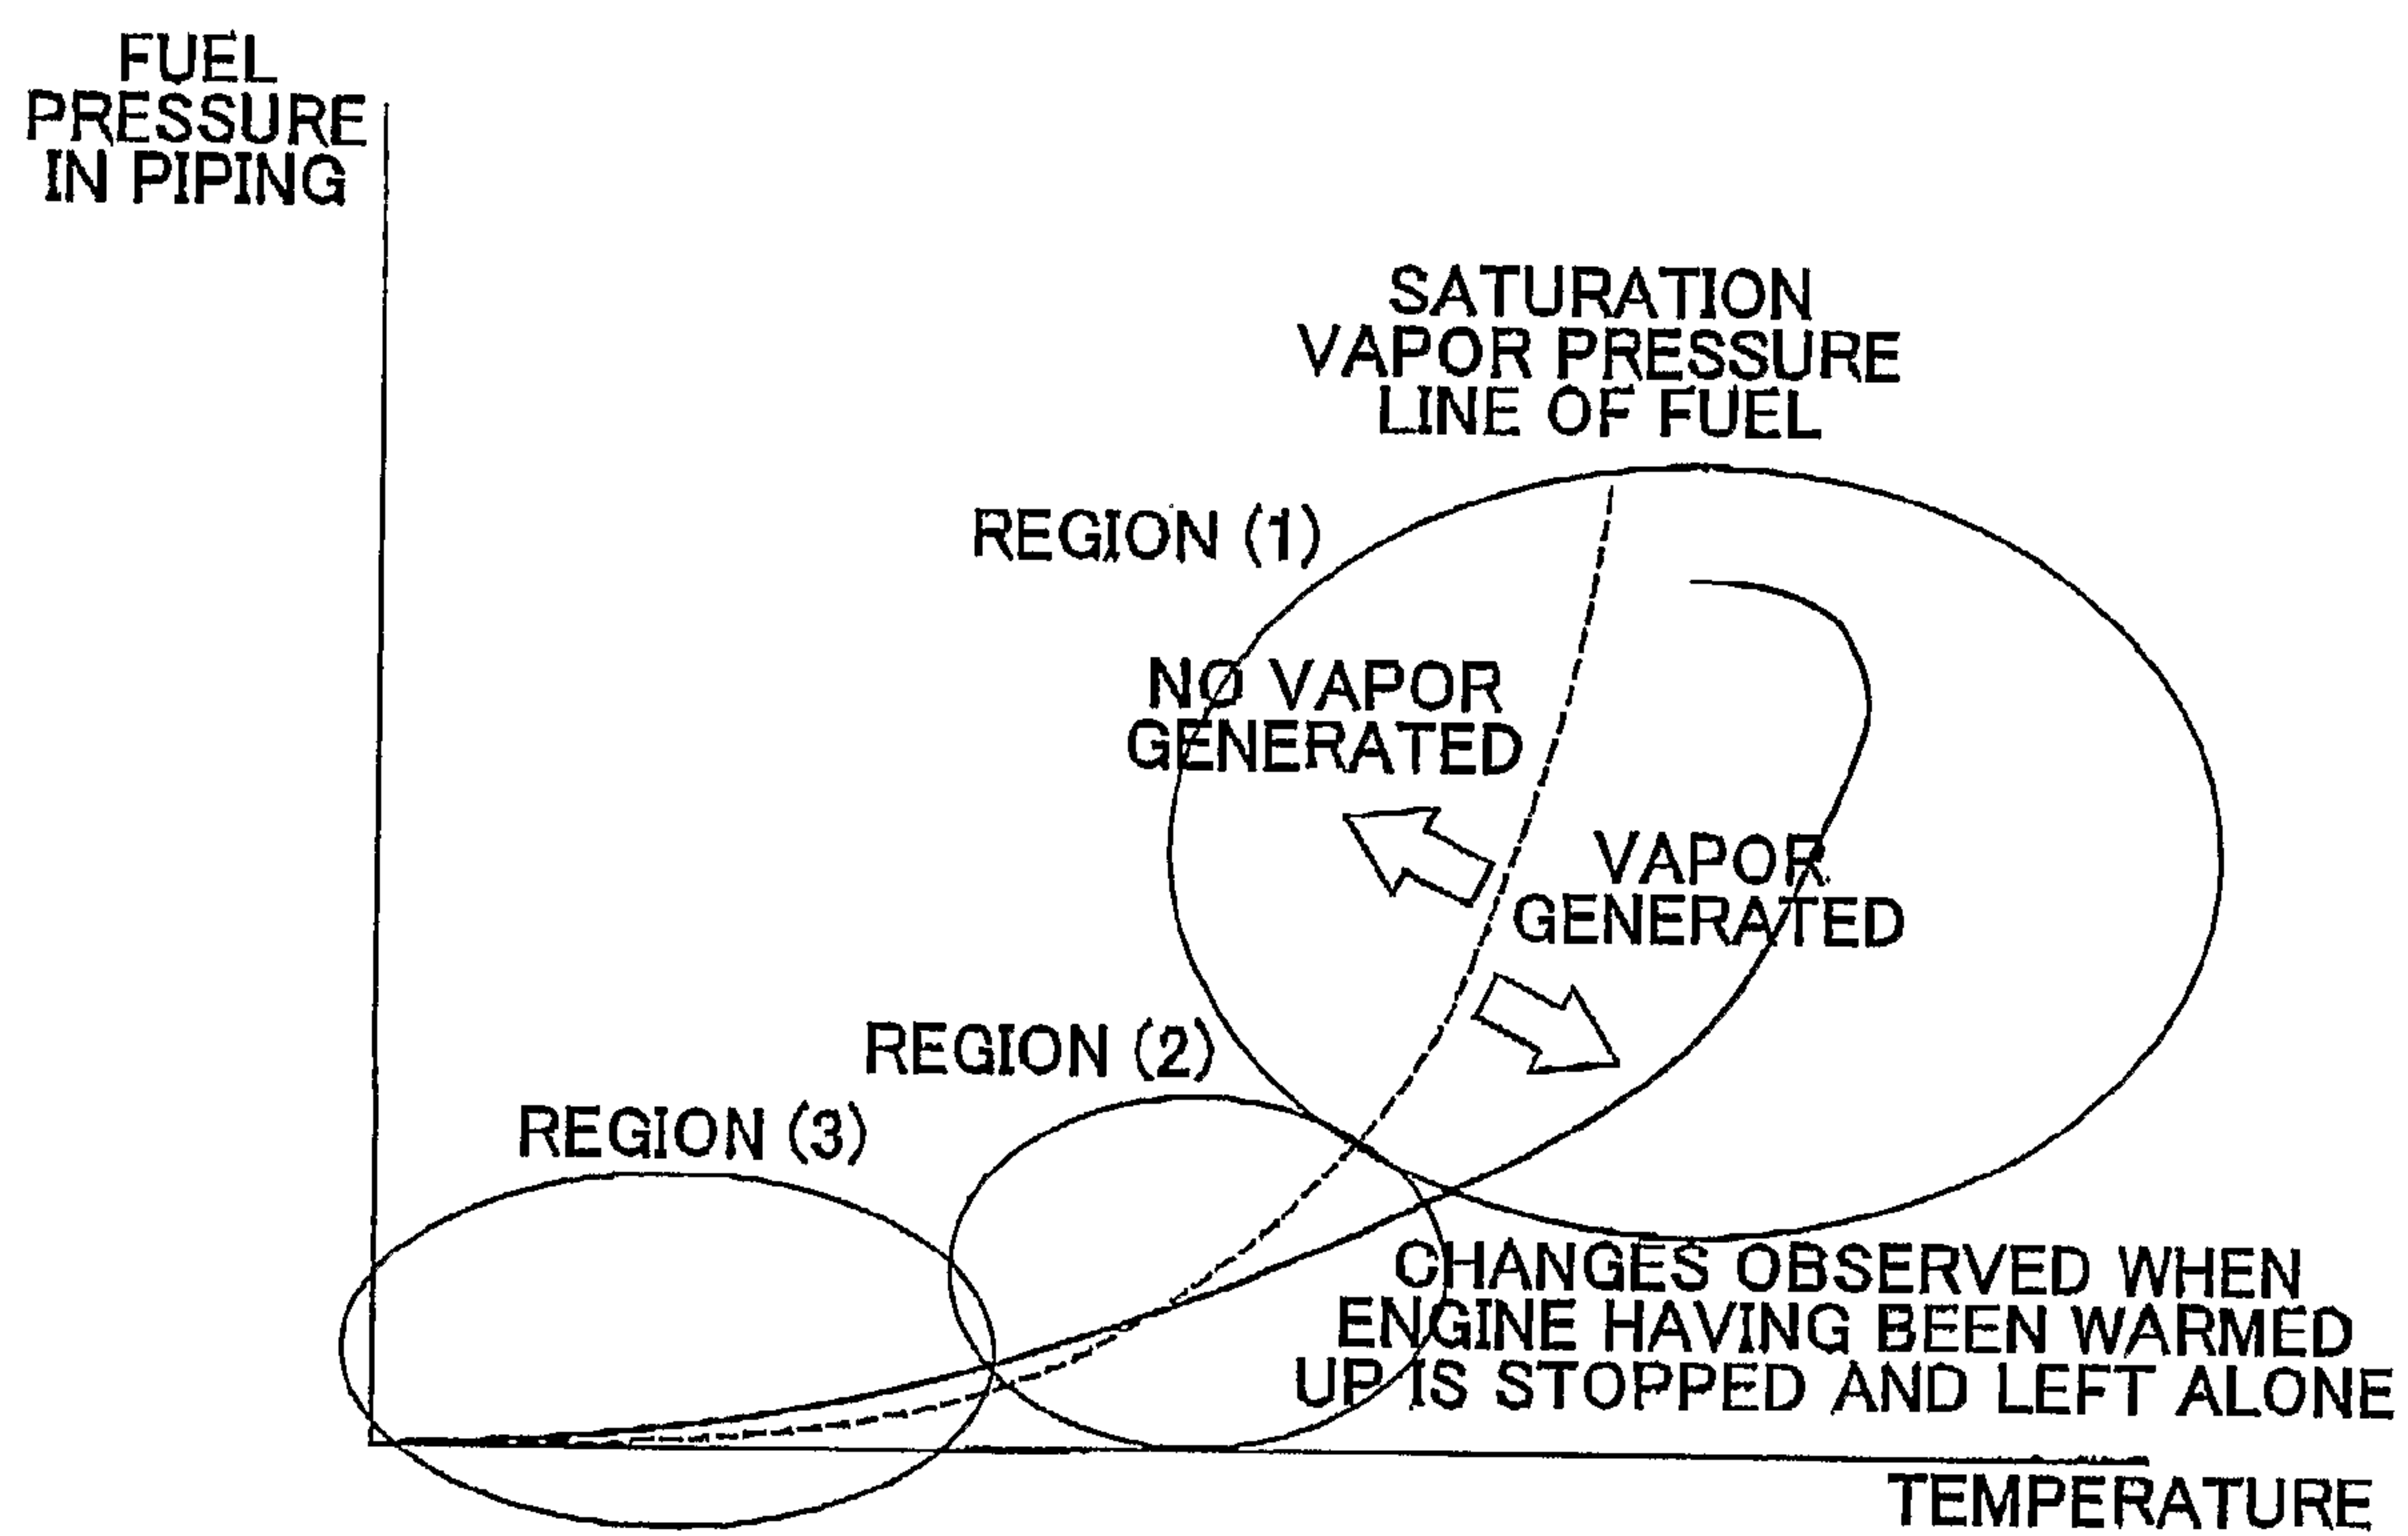 FUEL
PRESSURE
IN PIPING
SATURATION
VAPOR PRESSURE
LINE OF FUEL
REGION (1)
NO VAPOR
GENERATED
VAPOR
GENERATED
REGION (2)
REGION (3)
CHANGES OBSERVED WHEN
ENGINE HAVING BEEN WARMED
UP IS STOPPED AND LEFT ALONE
TEMPERATURE